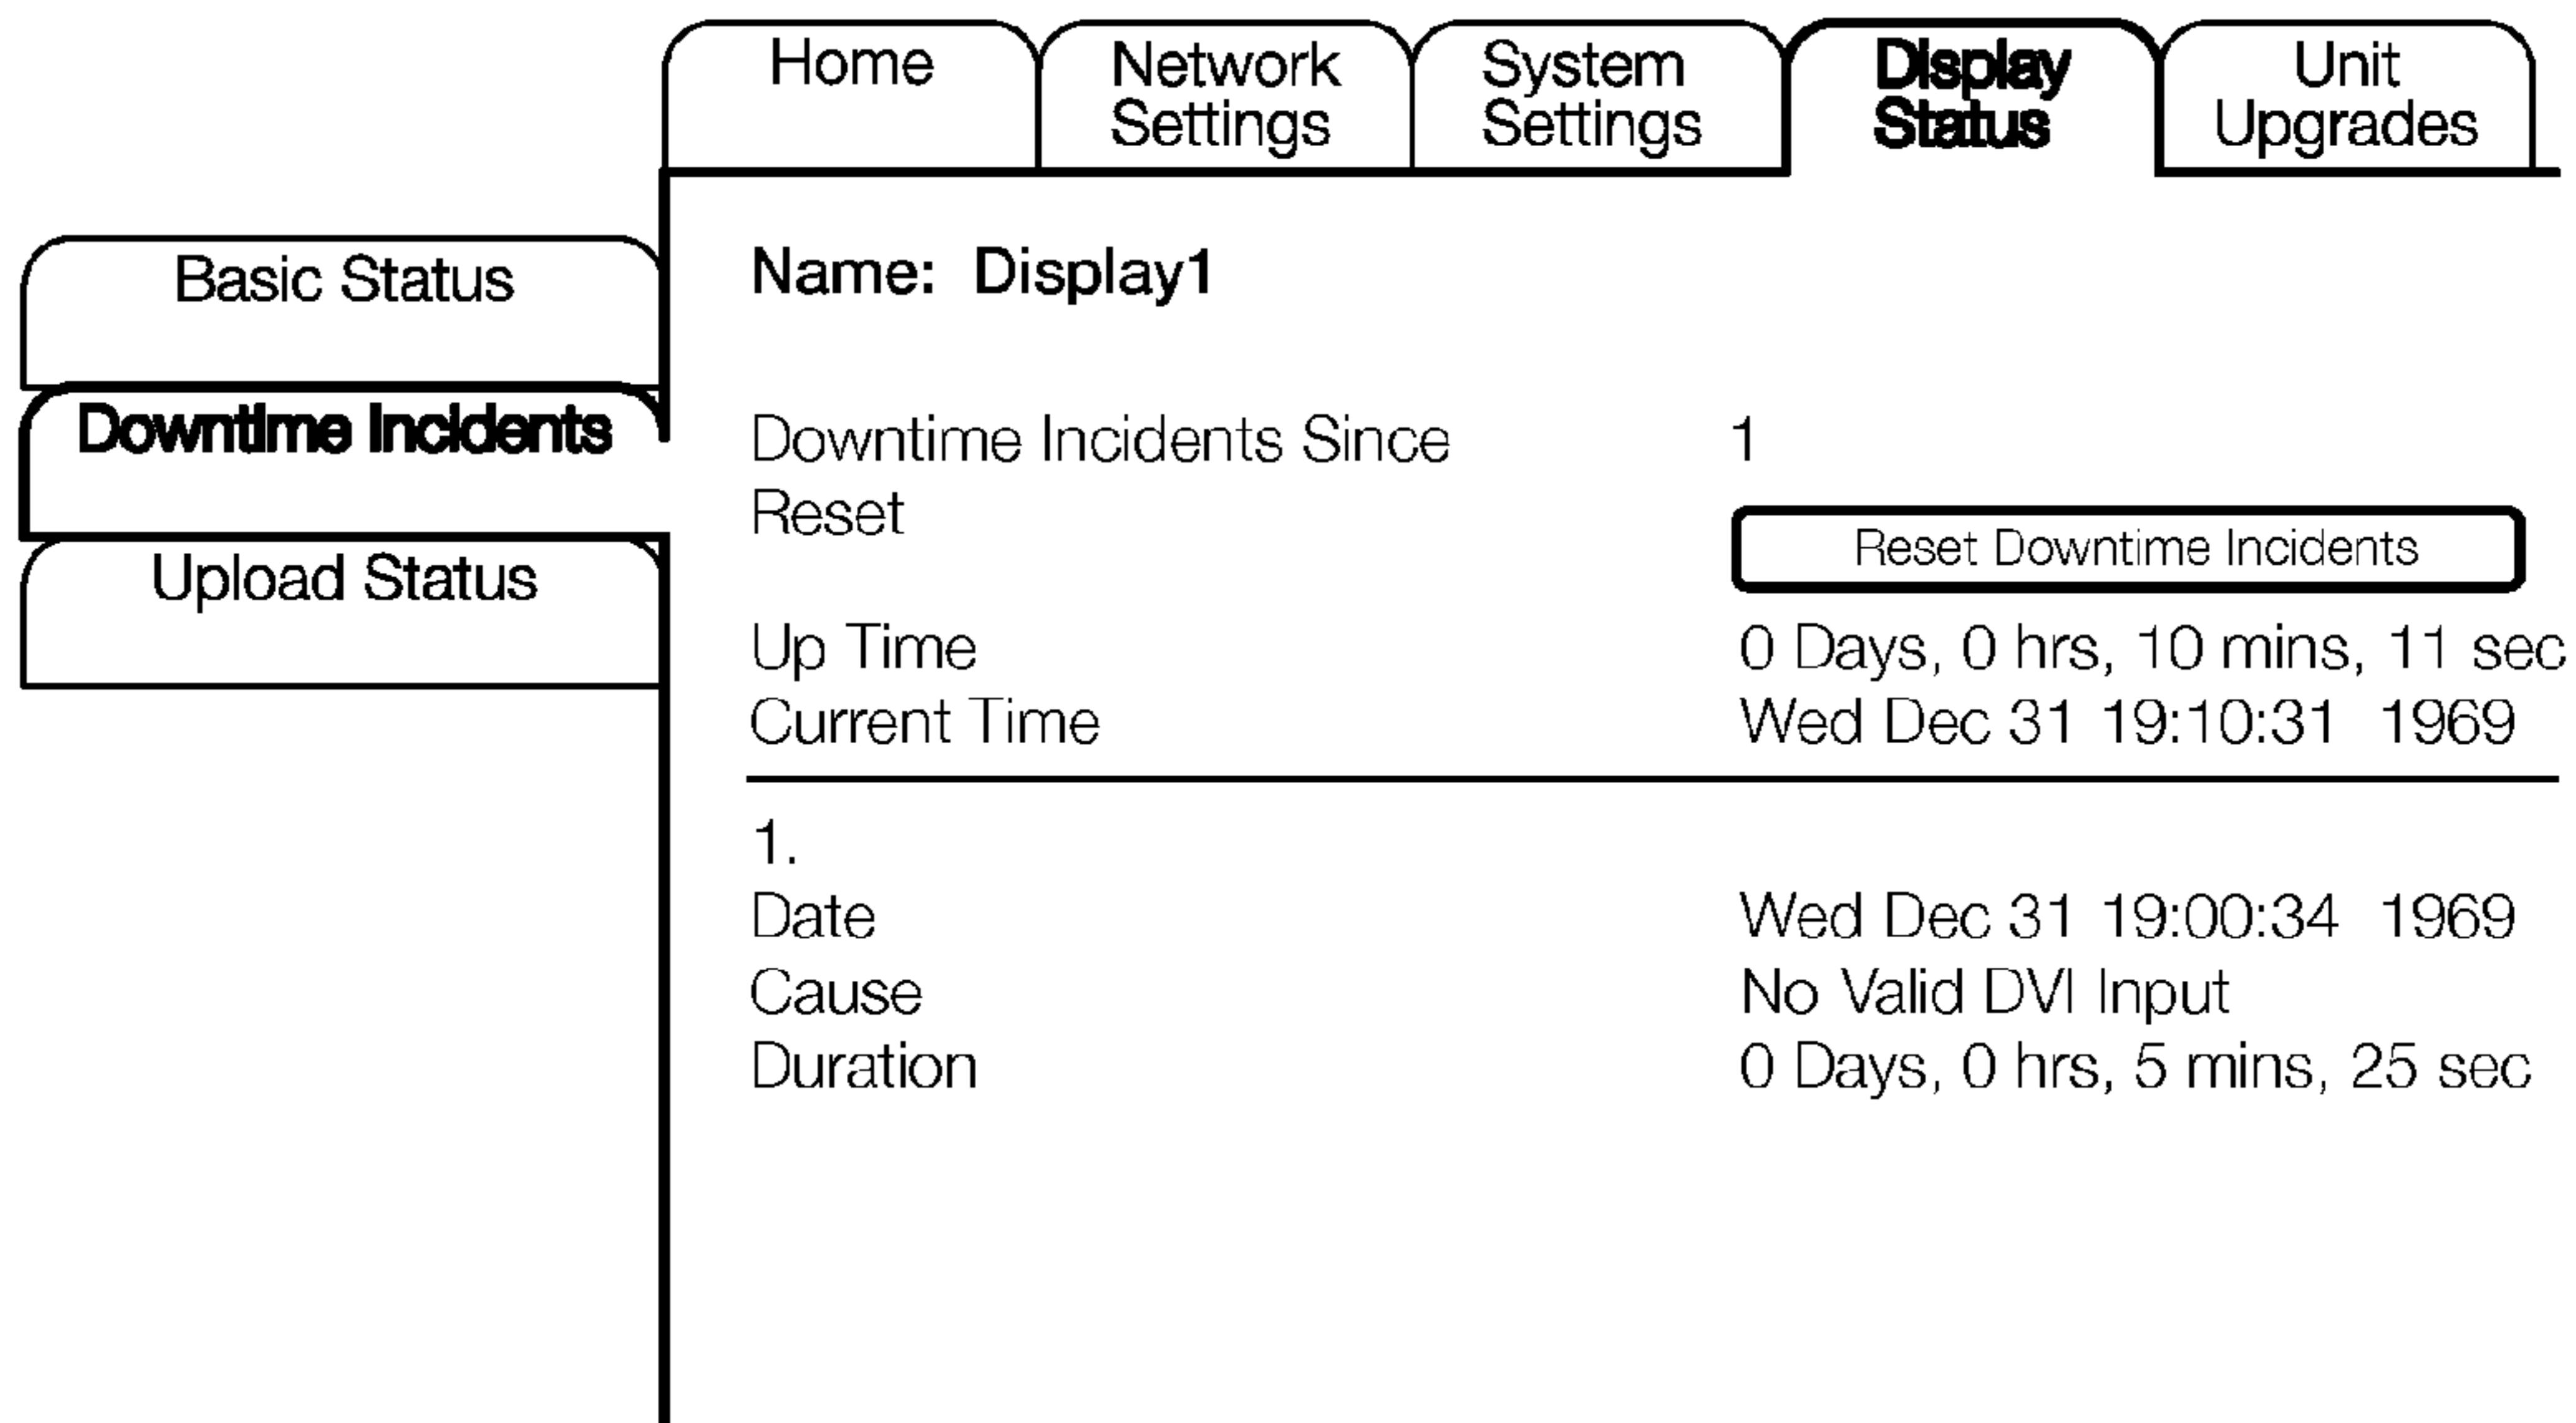 Home
Network
Settings
System
Settings
Display
Status
Unit
Upgrades
Basic Status
Downtime Incidents
Upload Status
Name: Display1
Downtime Incidents Since 1
Reset
Reset Downtime Incidents
Up Time 0 Days, 0 hrs, 10 mins, 11 sec
Current Time Wed Dec 31 19:10:31 1969
1.
Date Wed Dec 31 19:00:34 1969
Cause No Valid DVI Input
Duration 0 Days, 0 hrs, 5 mins, 25 sec